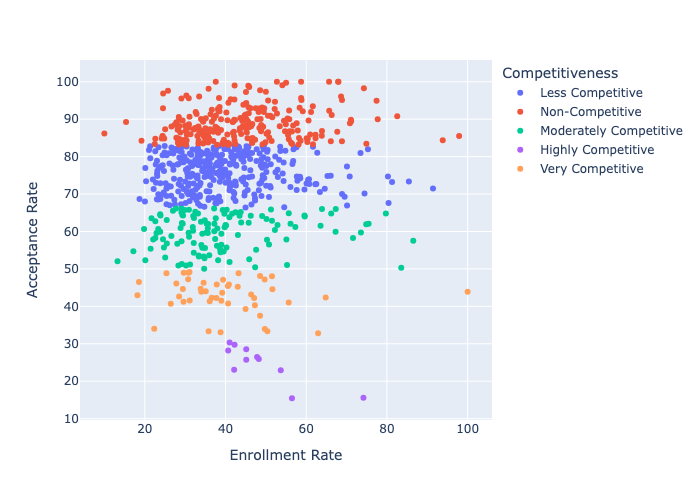 Competitiveness
Less Competitive
Non-Competitive
Moderately Competitive
Highly Competitive
Very Competitive
100
90
80
70
60
50
40
30
20
10
Acceptance Rate
20 40 60 80 100
Enrollment Rate